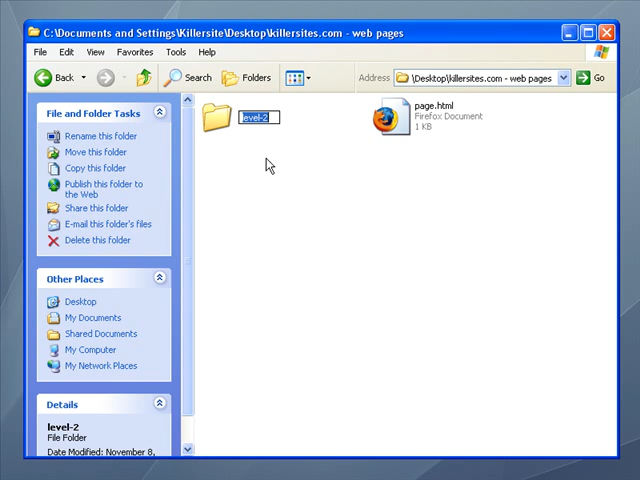 C:\Documents and Settings\Killersite\Desktop\killersites.com - web pages
File Edit View Favorites Tools Help
Back Search Folders Address \Desktop\killersites.com - web pages Go
File and Folder Tasks
Rename this folder
Move this folder
Copy this folder
Publish this folder to
the Web
Share this folder
E-mail this folder's files
Delete this folder
Other Places
Desktop
My Documents
Shared Documents
My Computer
My Network Places
Details
level-2
File Folder
Date Modified: November 8,
level-2
page.html
Firefox Document
1 KB